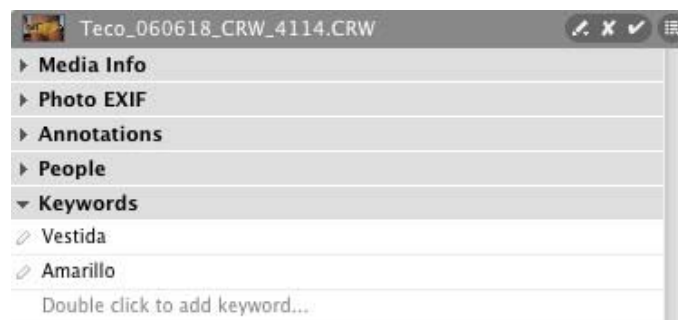 Teco_060618_CRW_4114.CRW
Media Info
Photo EXIF
Annotations
People
Keywords
Vestida
Amarillo
Double click to add keyword...